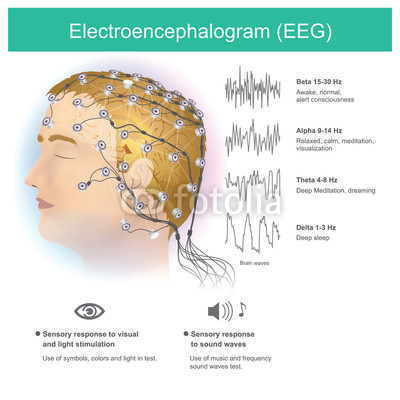 Electroencephalogram (EEG)
Beta 15-30 Hz
Awake, normal,
alert consciousness
Alpha 9-14 Hz
Relaxed, calm, meditation,
visualization
Theta 4-8 Hz
Deep Meditation, dreaming
Delta 1-3 Hz
Deep sleep
Brain waves
fotolia
Sensory response to visual
and light stimulation
Use of symbols, colors and light in test.
Sensory response
to sound waves
Use of music and frequency
sound waves test.